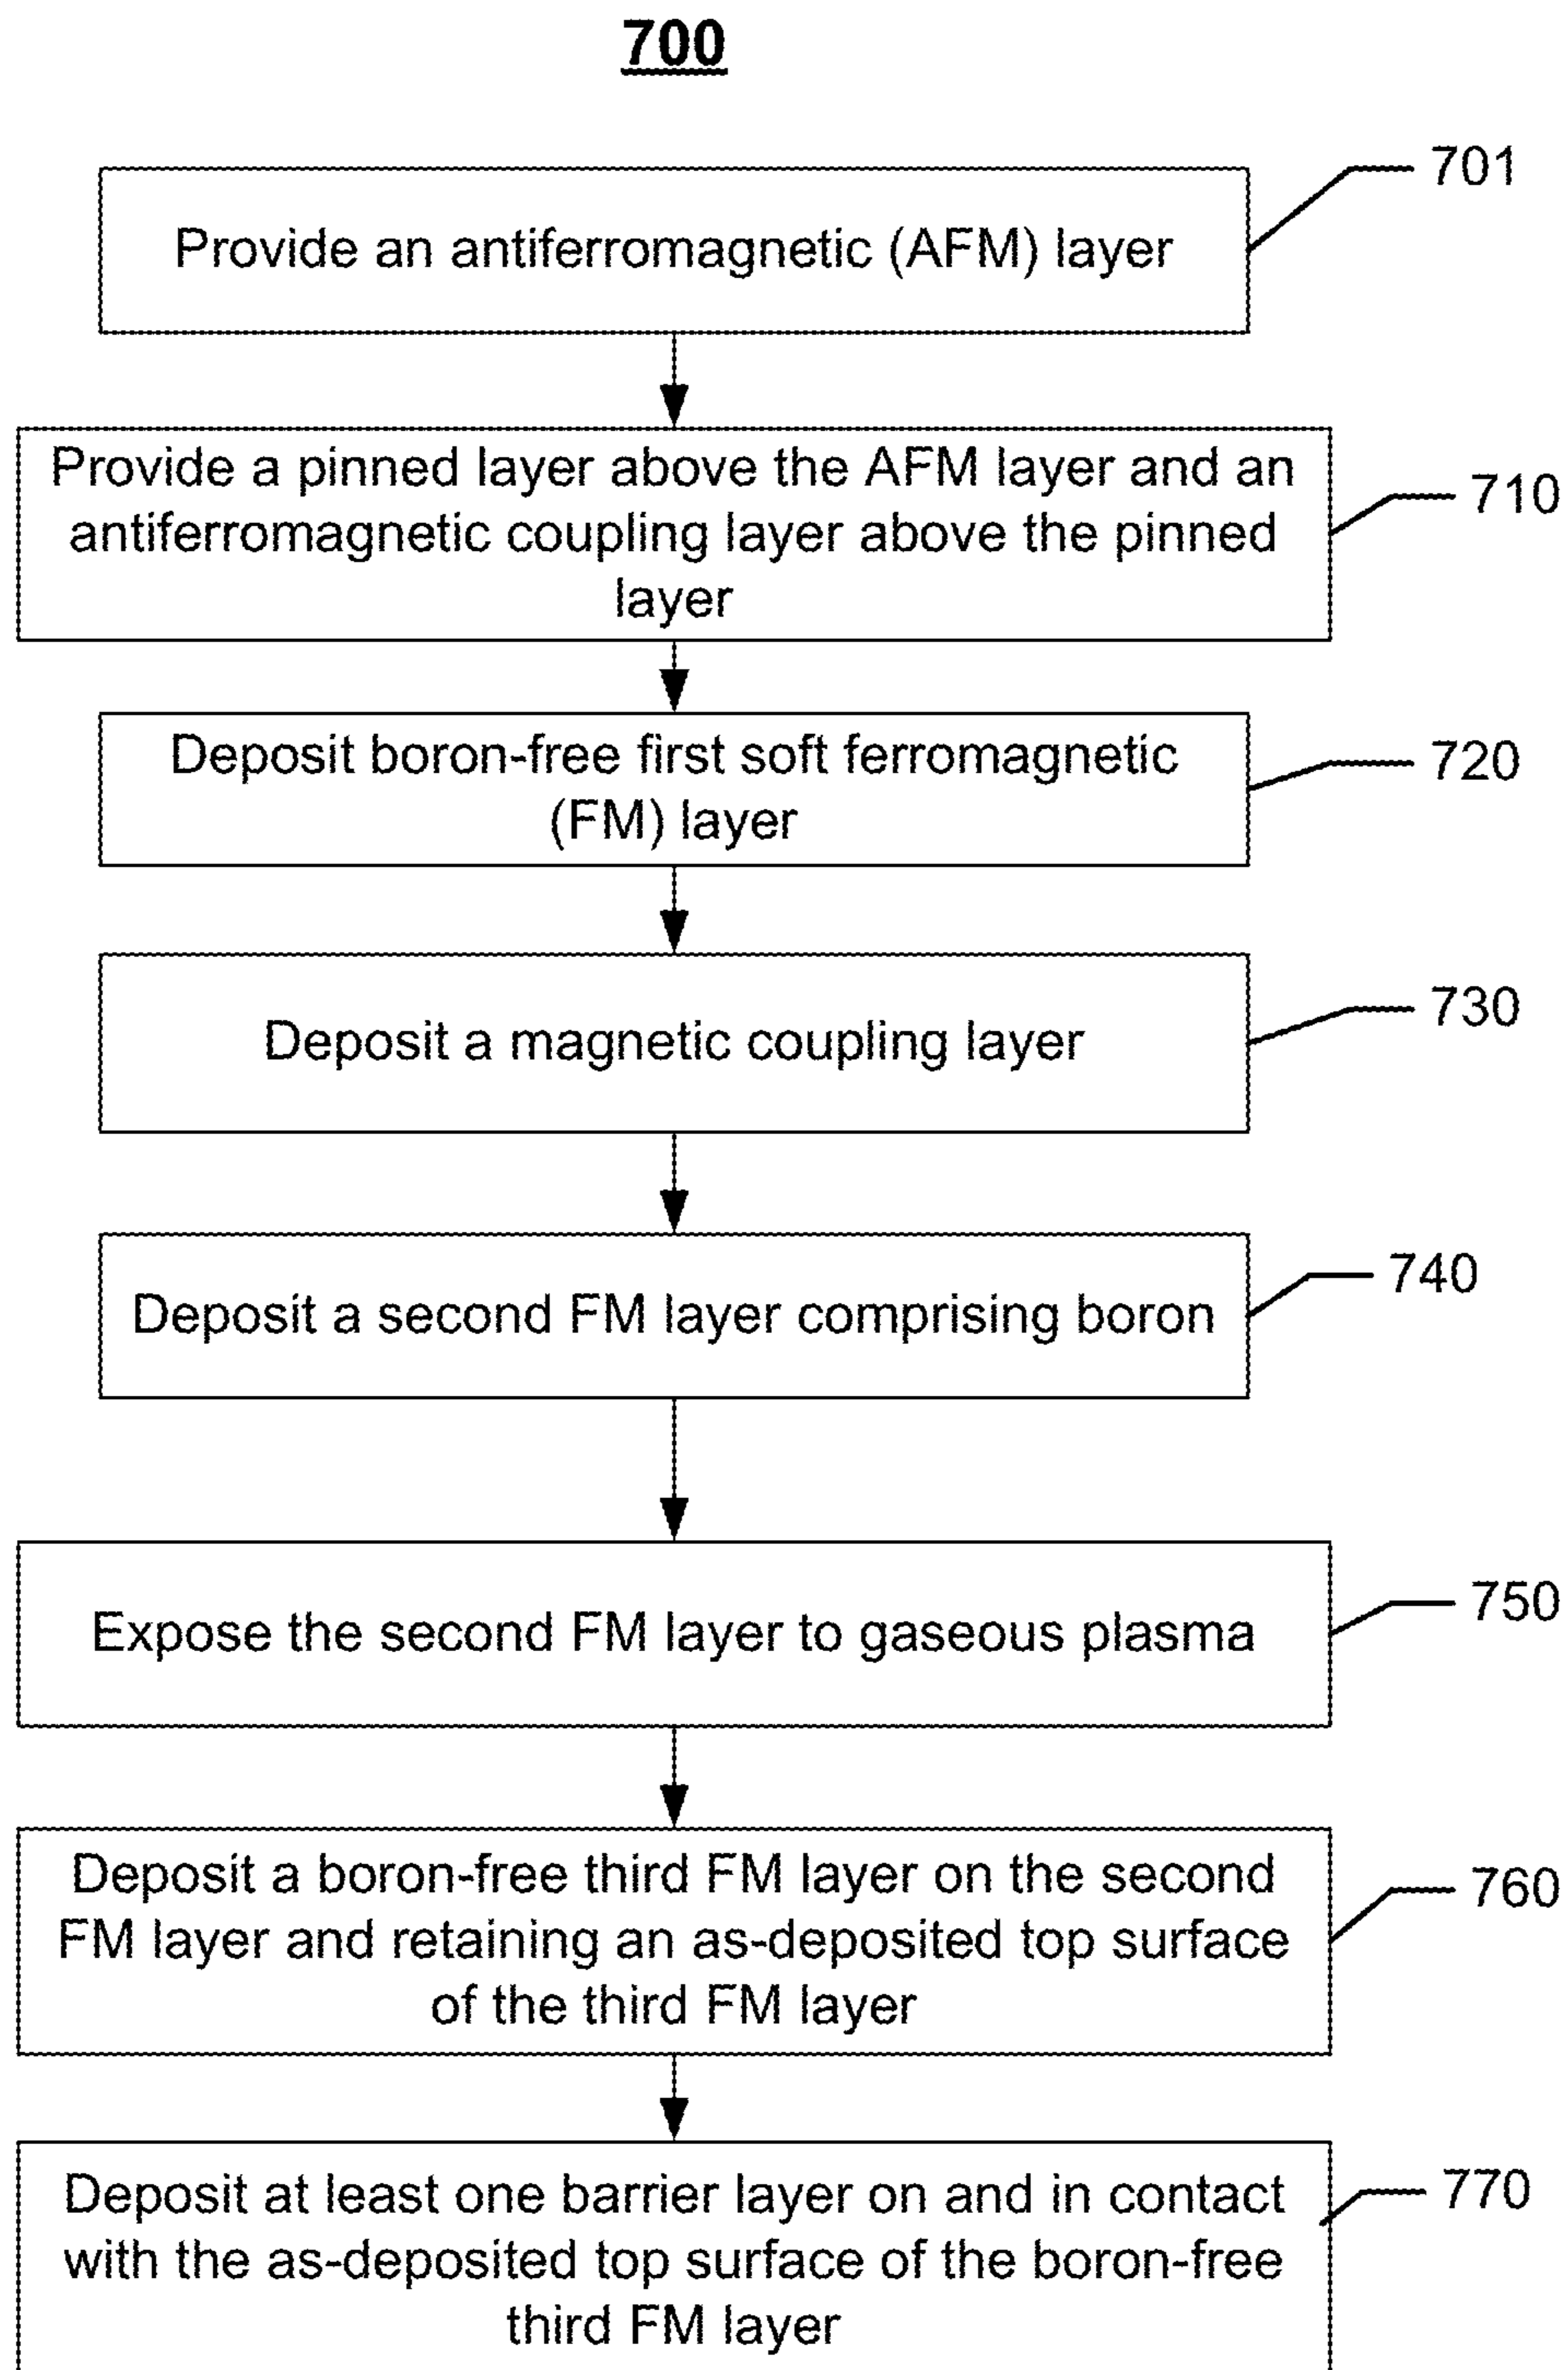 700
701
Provide an antiferromagnetic (AFM) layer
Provide a pinned layer above the AFM layer and an
antiferromagnetic coupling layer above the pinned
layer
710
Deposit boron-free first soft ferromagnetic
(FM) layer
720
Deposit a magnetic coupling layer
730
Deposit a second FM layer comprising boron
740
Expose the second FM layer to gaseous plasma
750
Deposit a boron-free third FM layer on the second
FM layer and retaining an as-deposited top surface
of the third FM layer
760
Deposit at least one barrier layer on and in contact
with the as-deposited top surface of the boron-free
third FM layer
770